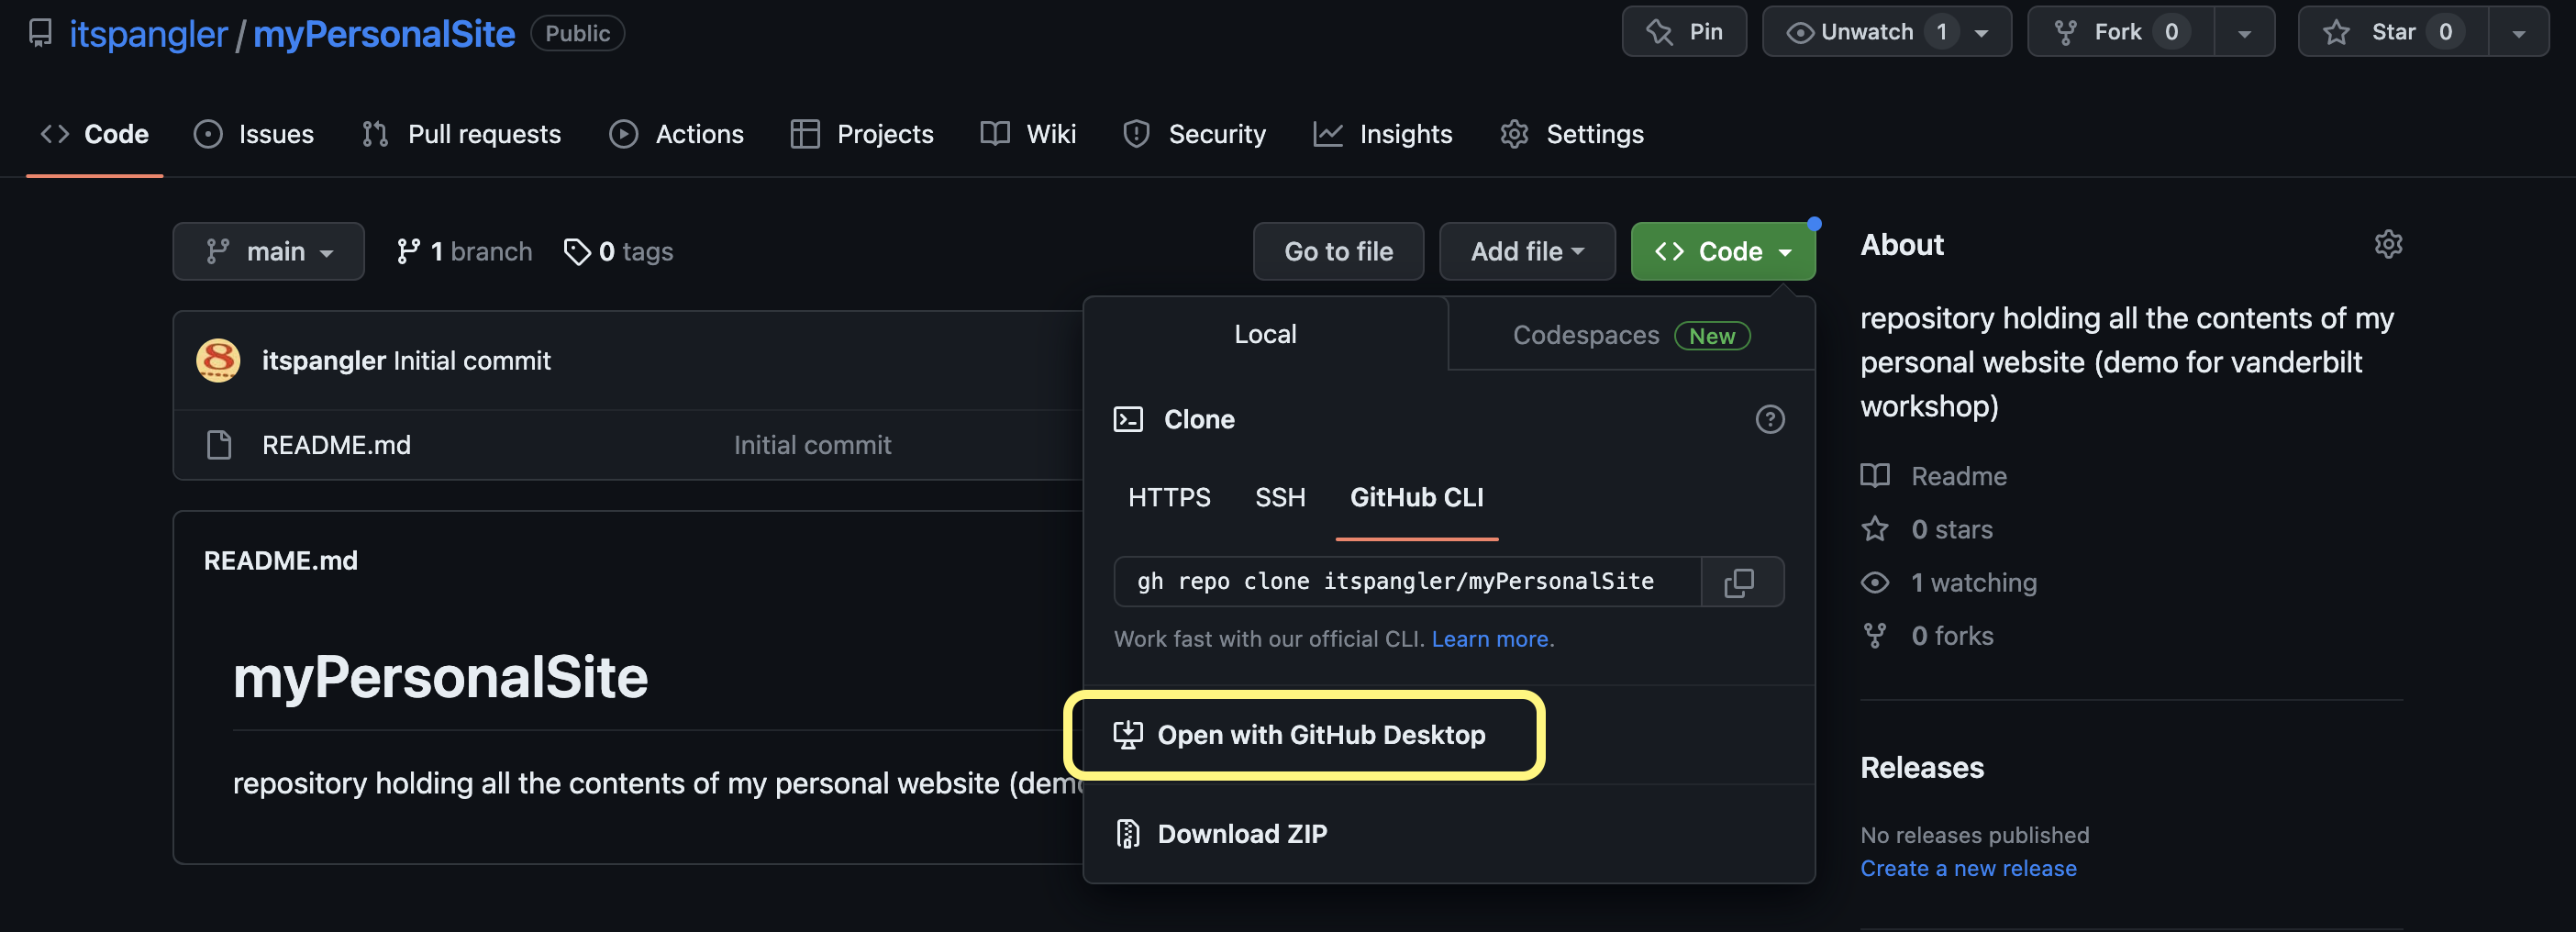 itspangler / myPersonalSite Public
Pin
Unwatch 1
Fork 0
Star 0
Code
Issues
Pull requests
Actions
Projects
Wiki
Security
Insights
Settings
main
1 branch
0 tags
Go to file
Add file
Code
itspangler Initial commit
README.md
Initial commit
README.md
myPersonalSite
repository holding all the contents of my personal website (demo
Local
Codespaces New
Clone
HTTPS
SSH
GitHub CLI
gh repo clone itspangler/myPersonalSite
Work fast with our official CLI. Learn more.
Open with GitHub Desktop
Download ZIP
About
repository holding all the contents of my
personal website (demo for vanderbilt
workshop)
Readme
0 stars
1 watching
0 forks
Releases
No releases published
Create a new release